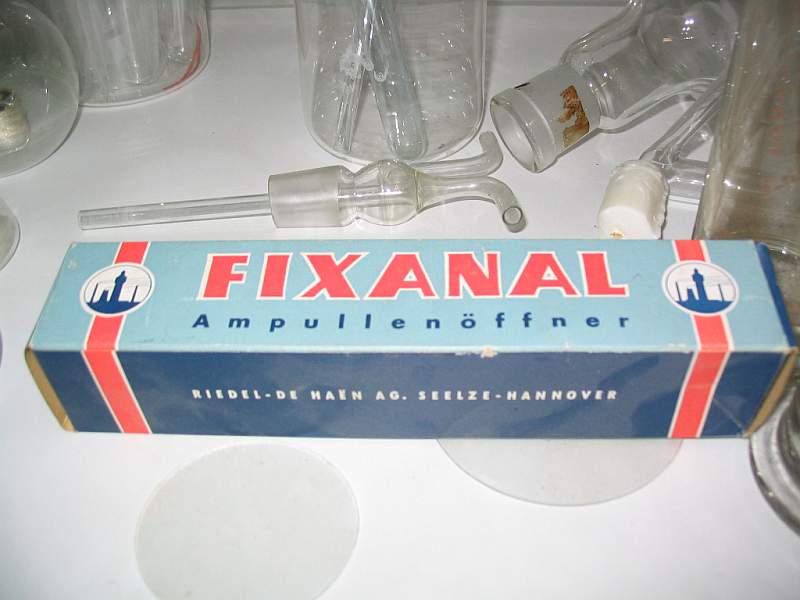 FIXANAL
Ampullenöffner
RIEDEL-DE HAËN AG. SEELZE-HANNOVER